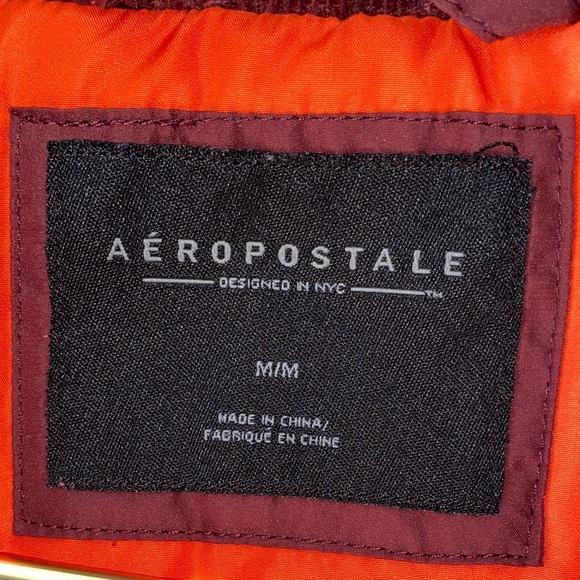 AÉROPOSTALE
DESIGNED IN NYC ™
M/M
MADE IN CHINA/
FABRIQUE EN CHINE